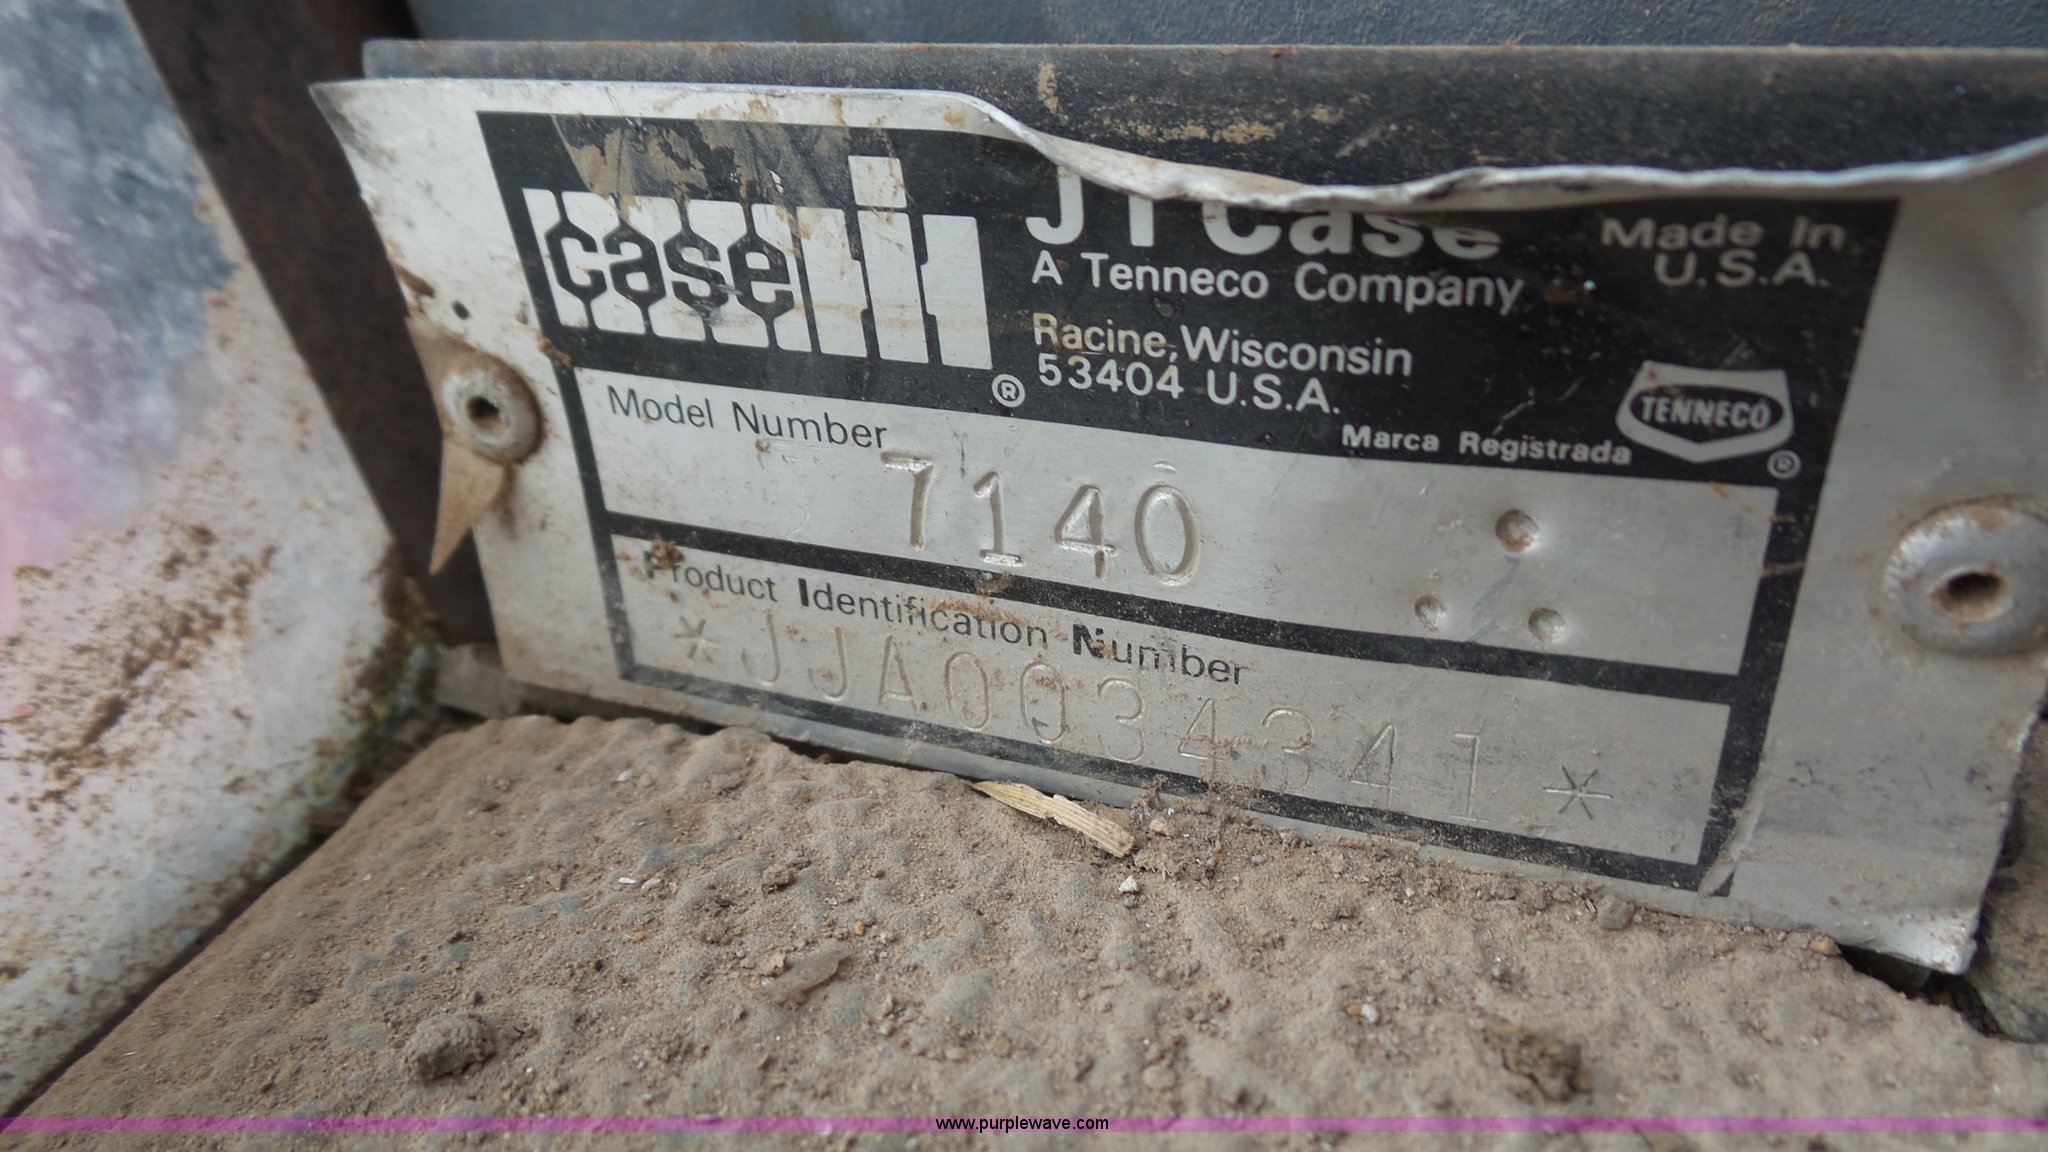 case ih ®
J I Case
A Tenneco Company
Racine, Wisconsin
53404 U.S.A.
Made In
U.S.A.
Marca Registrada
TENNECO ®
Model Number
7140
Product Identification Number
*JJA0034341*
www.purplewave.com